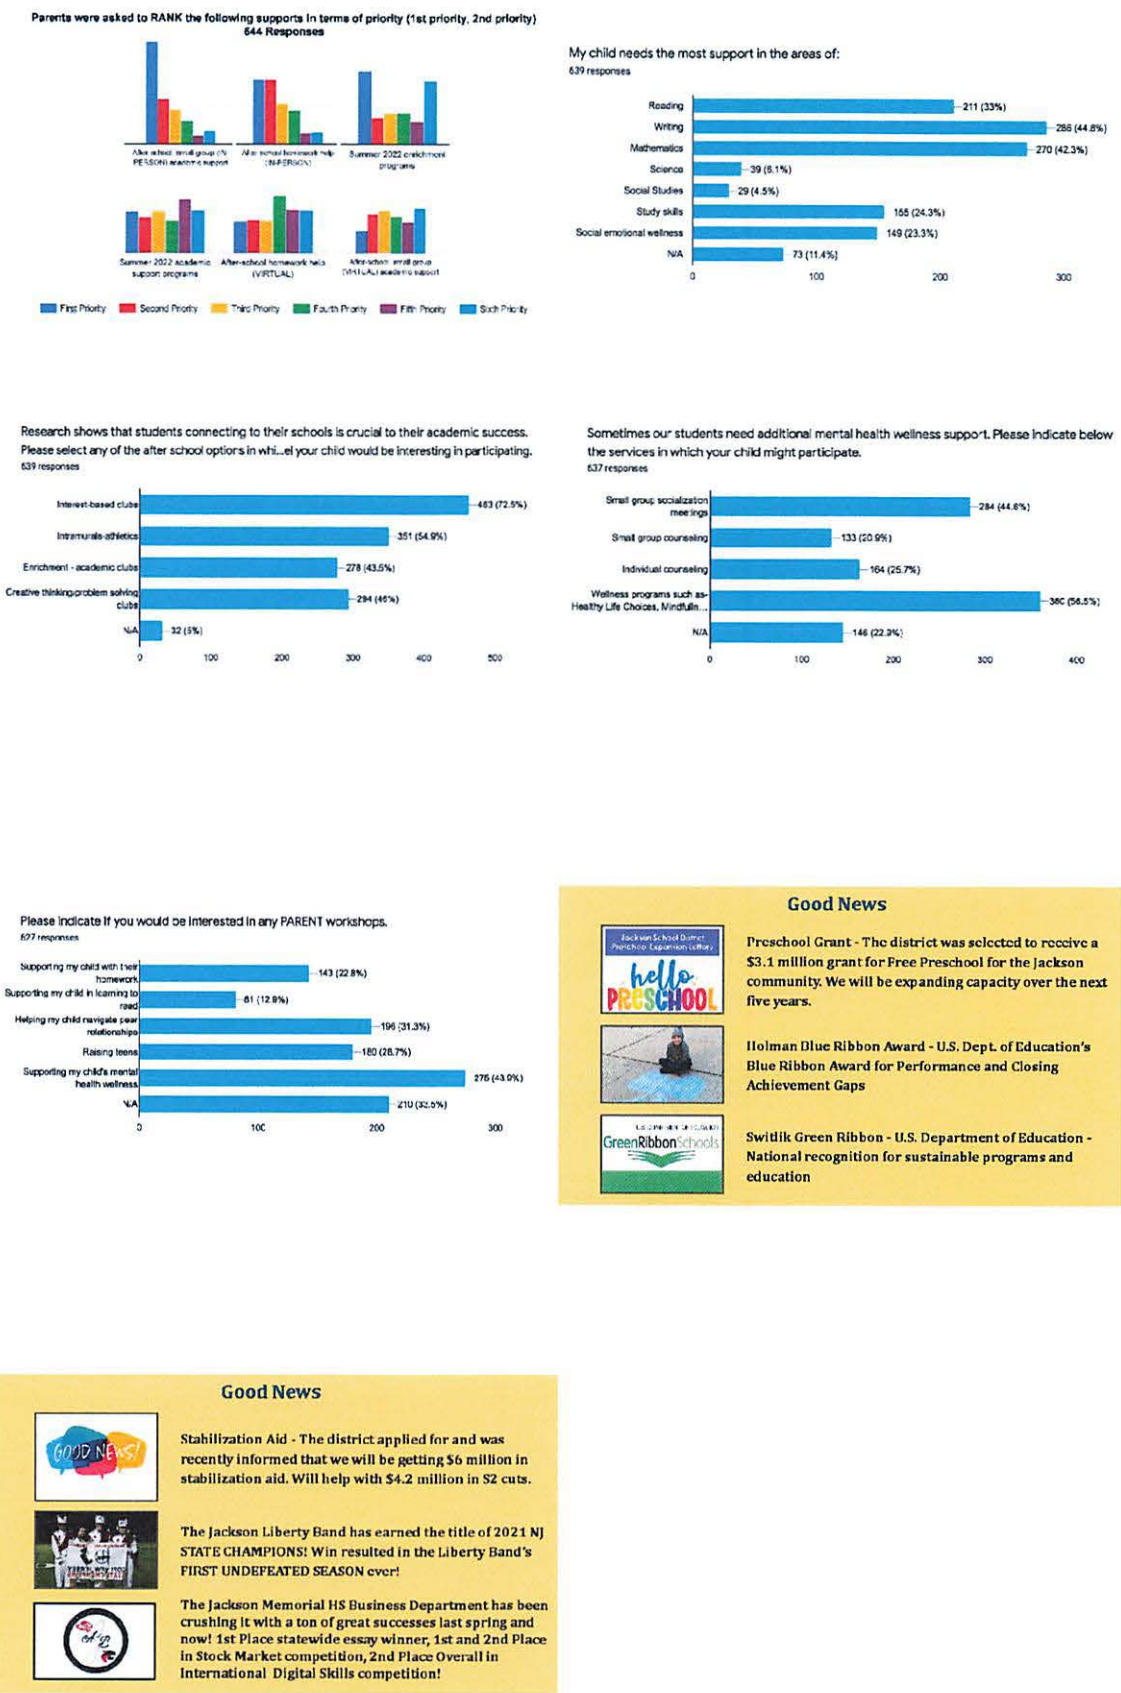 Parents were asked to RANK the following supports in terms of priority (1st priority, 2nd priority)
644 Responses
After school small group (IN-
PERSON) academic support
After school homework help
(IN-PERSON)
Summer 2022 enrichment
programs
Summer 2022 academic
support programs
After-school homework help
(VIRTUAL)
After-school small group
(VIRTUAL) academic support
First Priority
Second Priority
Third Priority
Fourth Priority
Fifth Priority
Sixth Priority
My child needs the most support in the areas of:
639 responses
Reading
211 (33%)
Writing
286 (44.8%)
Mathematics
270 (42.3%)
Science
39 (6.1%)
Social Studies
29 (4.5%)
Study skills
155 (24.3%)
Social emotional wellness
149 (23.3%)
N/A
73 (11.4%)
0 100 200 300
Research shows that students connecting to their schools is crucial to their academic success.
Please select any of the after school options in whi...el your child would be interesting in participating.
639 responses
Interest-based clubs
463 (72.5%)
Intramurals-athletics
351 (54.9%)
Enrichment - academic clubs
278 (43.5%)
Creative thinking/problem solving
clubs
294 (46%)
N/A
32 (5%)
0 100 200 300 400 500
Sometimes our students need additional mental health wellness support. Please indicate below
the services in which your child might participate.
637 responses
Small group socialization
meetings
284 (44.6%)
Small group counseling
133 (20.9%)
Individual counseling
164 (25.7%)
Wellness programs such as-
Healthy Life Choices, Mindfuln...
360 (56.5%)
N/A
146 (22.9%)
0 100 200 300 400
Please indicate if you would be interested in any PARENT workshops.
627 responses
Supporting my child with their
homework
143 (22.8%)
Supporting my child in learning to
read
81 (12.9%)
Helping my child navigate peer
relationships
196 (31.3%)
Raising teens
180 (28.7%)
Supporting my child's mental
health wellness
275 (43.9%)
N/A
210 (33.5%)
0 100 200 300
Good News
Jackson School District
Preschool Expansion Lottery
hello
PRESCHOOL
Preschool Grant - The district was selected to receive a
$3.1 million grant for Free Preschool for the Jackson
community. We will be expanding capacity over the next
five years.
Holman Blue Ribbon Award - U.S. Dept. of Education's
Blue Ribbon Award for Performance and Closing
Achievement Gaps
GreenRibbonSchools
Switlik Green Ribbon - U.S. Department of Education -
National recognition for sustainable programs and
education
Good News
GOOD NEWS!
Stabilization Aid - The district applied for and was
recently informed that we will be getting $6 million in
stabilization aid. Will help with $4.2 million in S2 cuts.
The Jackson Liberty Band has earned the title of 2021 NJ
STATE CHAMPIONS! Win resulted in the Liberty Band's
FIRST UNDEFEATED SEASON ever!
The Jackson Memorial HS Business Department has been
crushing it with a ton of great successes last spring and
now! 1st Place statewide essay winner, 1st and 2nd Place
in Stock Market competition, 2nd Place Overall in
International Digital Skills competition!